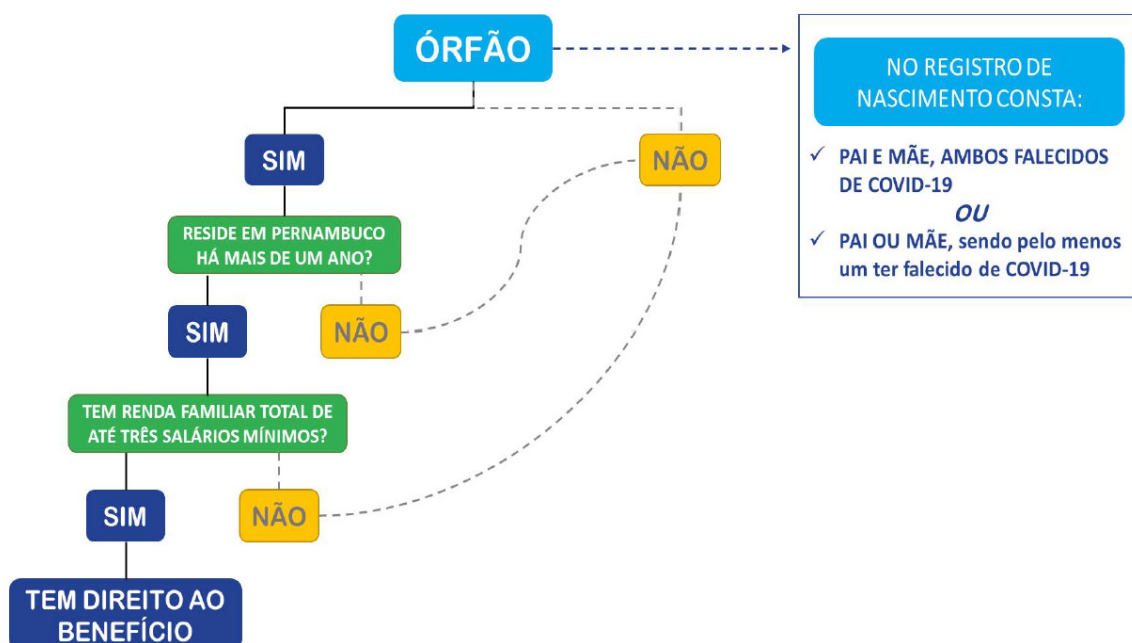 ÓRFÃO
NO REGISTRO DE
NASCIMENTO CONSTA:
✓ PAI E MÃE, AMBOS FALECIDOS
DE COVID-19
OU
✓ PAI OU MÃE, sendo pelo menos
um ter falecido de COVID-19
SIM
NÃO
RESIDE EM PERNAMBUCO
HÁ MAIS DE UM ANO?
SIM
NÃO
TEM RENDA FAMILIAR TOTAL DE
ATÉ TRÊS SALÁRIOS MÍNIMOS?
SIM
NÃO
TEM DIREITO AO
BENEFÍCIO